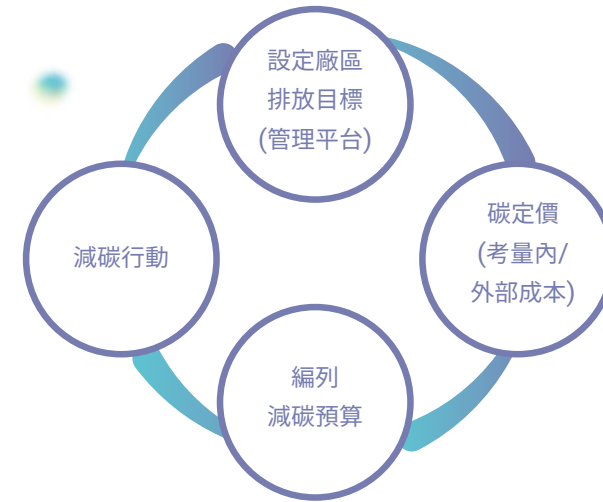 設定廠區
排放目標
(管理平台)
碳定價
(考量內/
外部成本)
減碳行動
編列
減碳預算